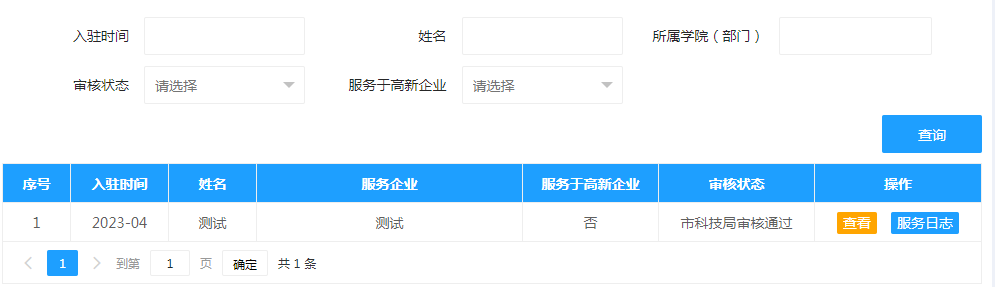 入驻时间 姓名 所属学院（部门）
审核状态 请选择 服务于高新企业 请选择
查询
序号 入驻时间 姓名 服务企业 服务于高新企业 审核状态 操作
1 2023-04 测试 测试 否 市科技局审核通过 查看 服务日志
1 到第 1 页 确定 共 1 条